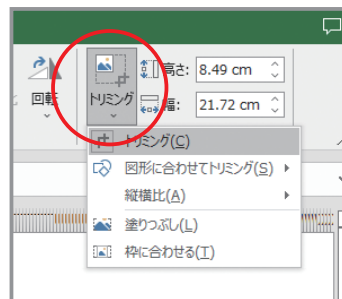 回転
トリミング
高さ: 8.49 cm
幅: 21.72 cm
トリミング(C)
図形に合わせてトリミング(S)
縦横比(A)
塗りつぶし(L)
枠に合わせる(T)